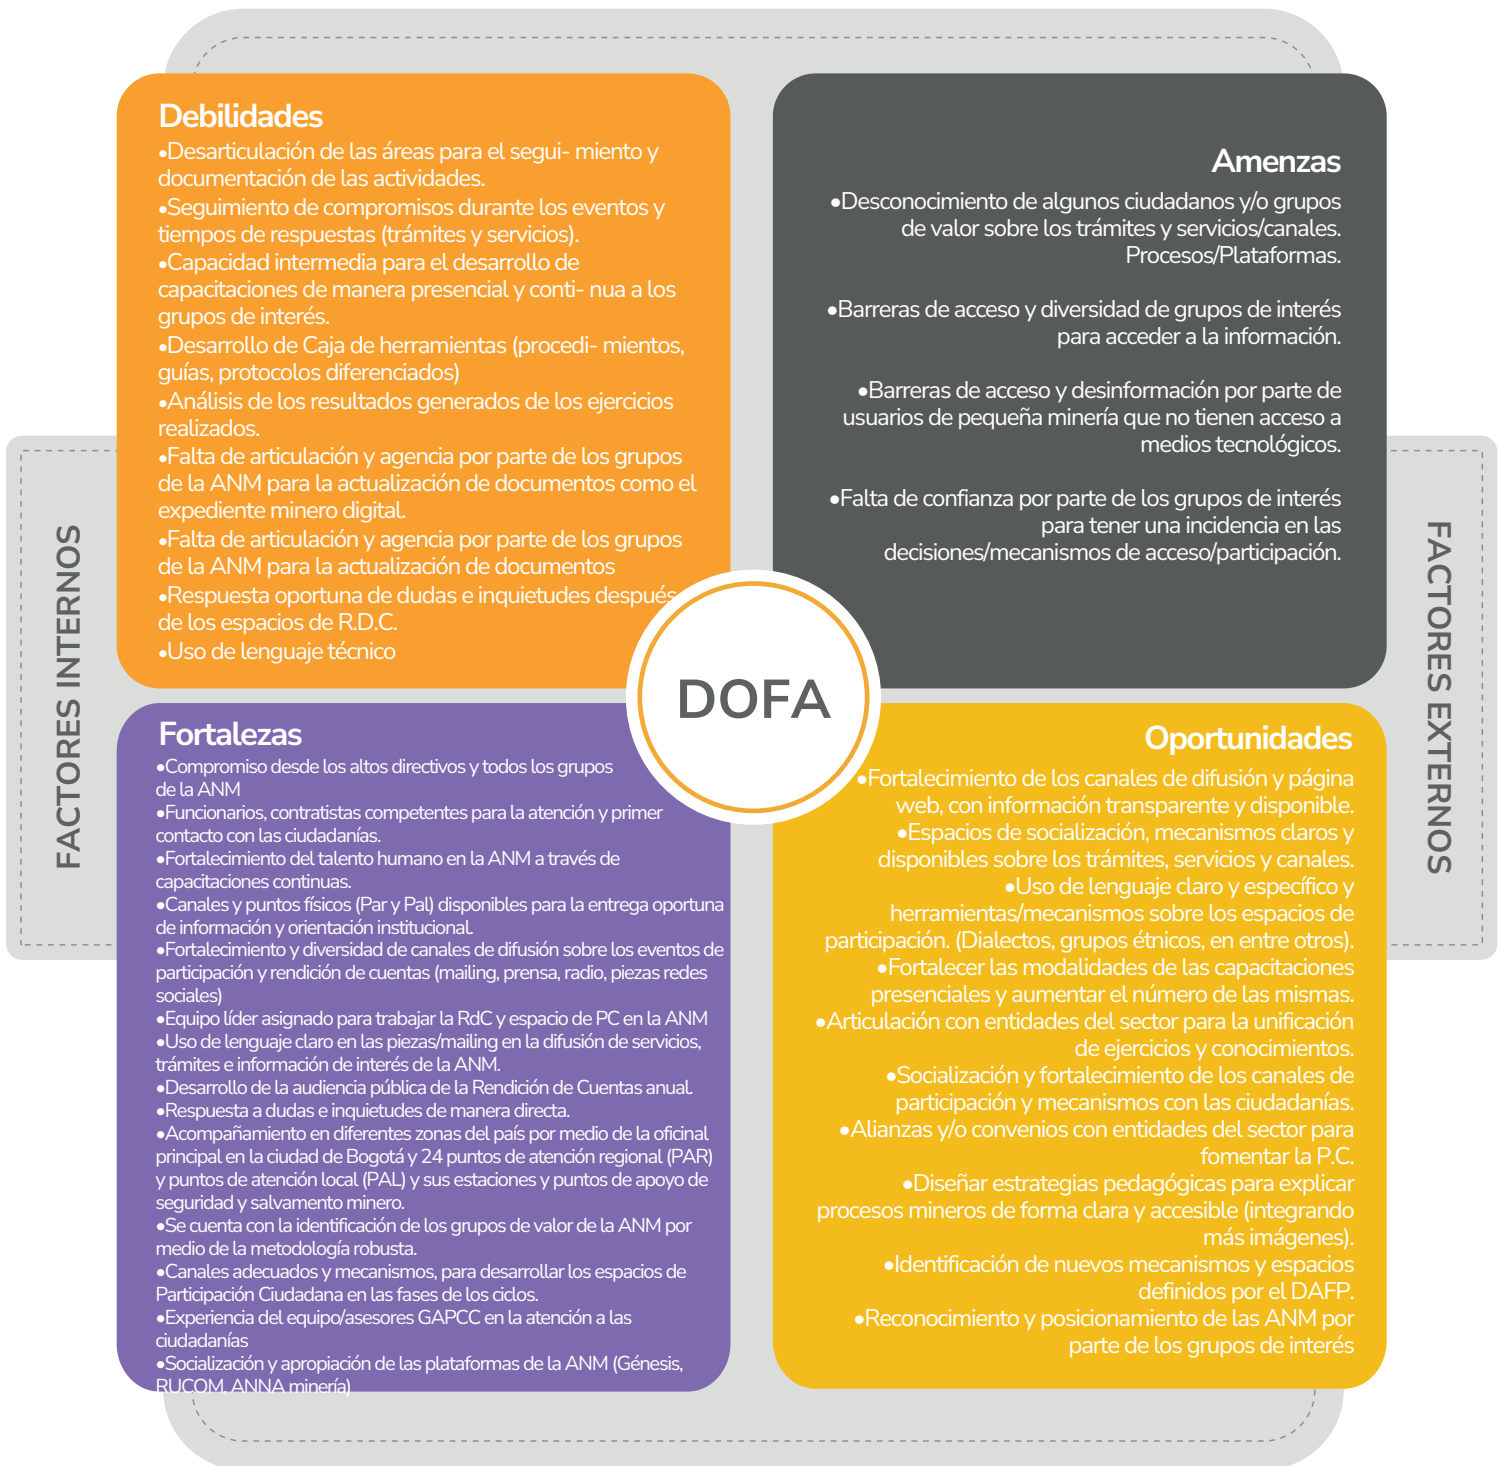 Debilidades
•Desarticulación de las áreas para el segui- miento y
documentación de las actividades.
•Seguimiento de compromisos durante los eventos y
tiempos de respuestas (trámites y servicios).
•Capacidad intermedia para el desarrollo de
capacitaciones de manera presencial y conti- nua a los
grupos de interés.
•Desarrollo de Caja de herramientas (procedi- mientos,
guías, protocolos diferenciados)
•Análisis de los resultados generados de los ejercicios
realizados.
•Falta de articulación y agencia por parte de los grupos
de la ANM para la actualización de documentos como el
expediente minero digital.
•Falta de articulación y agencia por parte de los grupos
de la ANM para la actualización de documentos
•Respuesta oportuna de dudas e inquietudes después
de los espacios de R.D.C.
•Uso de lenguaje técnico
Amenzas
•Desconocimiento de algunos ciudadanos y/o grupos
de valor sobre los trámites y servicios/canales.
Procesos/Plataformas.
•Barreras de acceso y diversidad de grupos de interés
para acceder a la información.
•Barreras de acceso y desinformación por parte de
usuarios de pequeña minería que no tienen acceso a
medios tecnológicos.
•Falta de confianza por parte de los grupos de interés
para tener una incidencia en las
decisiones/mecanismos de acceso/participación.
FACTORES INTERNOS
DOFA
FACTORES EXTERNOS
Fortalezas
•Compromiso desde los altos directivos y todos los grupos
de la ANM
•Funcionarios, contratistas competentes para la atención y primer
contacto con las ciudadanías.
•Fortalecimiento del talento humano en la ANM a través de
capacitaciones continuas.
•Canales y puntos físicos (Par y Pal) disponibles para la entrega oportuna
de información y orientación institucional.
•Fortalecimiento y diversidad de canales de difusión sobre los eventos de
participación y rendición de cuentas (mailing, prensa, radio, piezas redes
sociales)
•Equipo líder asignado para trabajar la RdC y espacio de PC en la ANM
•Uso de lenguaje claro en las piezas/mailing en la difusión de servicios,
trámites e información de interés de la ANM.
•Desarrollo de la audiencia pública de la Rendición de Cuentas anual.
•Respuesta a dudas e inquietudes de manera directa.
•Acompañamiento en diferentes zonas del país por medio de la oficinal
principal en la ciudad de Bogotá y 24 puntos de atención regional (PAR)
y puntos de atención local (PAL) y sus estaciones y puntos de apoyo de
seguridad y salvamento minero.
•Se cuenta con la identificación de los grupos de valor de la ANM por
medio de la metodología robusta.
•Canales adecuados y mecanismos, para desarrollar los espacios de
Participación Ciudadana en las fases de los ciclos.
•Experiencia del equipo/asesores GAPCC en la atención a las
ciudadanías
•Socialización y apropiación de las plataformas de la ANM (Génesis,
RUCOM, ANNA minería)
Oportunidades
•Fortalecimiento de los canales de difusión y página
web, con información transparente y disponible.
•Espacios de socialización, mecanismos claros y
disponibles sobre los trámites, servicios y canales.
•Uso de lenguaje claro y específico y
herramientas/mecanismos sobre los espacios de
participación. (Dialectos, grupos étnicos, en entre otros).
•Fortalecer las modalidades de las capacitaciones
presenciales y aumentar el número de las mismas.
•Articulación con entidades del sector para la unificación
de ejercicios y conocimientos.
•Socialización y fortalecimiento de los canales de
participación y mecanismos con las ciudadanías.
•Alianzas y/o convenios con entidades del sector para
fomentar la P.C.
•Diseñar estrategias pedagógicas para explicar
procesos mineros de forma clara y accesible (integrando
más imágenes).
•Identificación de nuevos mecanismos y espacios
definidos por el DAFP.
•Reconocimiento y posicionamiento de las ANM por
parte de los grupos de interés